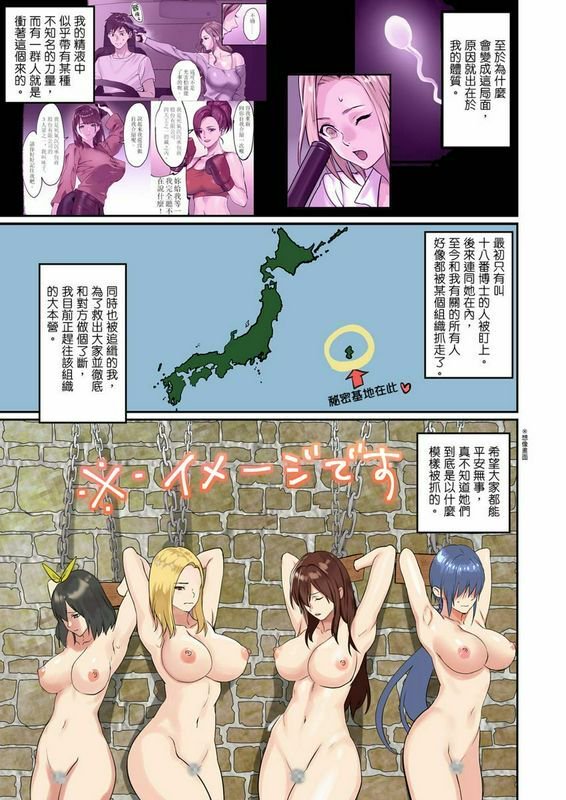 至於為什麼
會變成這局面,
原因就出在於
我的體質。
我的精液中
似乎帶有某種
不知名的力量,
而有一群人就是
衝著這個來的。
最初只有叫
十八番博士的人被盯上。
後來連同她在內,
至今和我有關的所有人
好像都被某個組織抓走了。
秘密基地在此
同時也被追緝的我,
為了救出大家並徹底
和對方做個了斷,
我目前正趕往該組織
的大本營。
※想像畫面
希望大家都能
平安無事,
真不知道她們
到底是以什麼
模樣被抓的。
※・イメージです